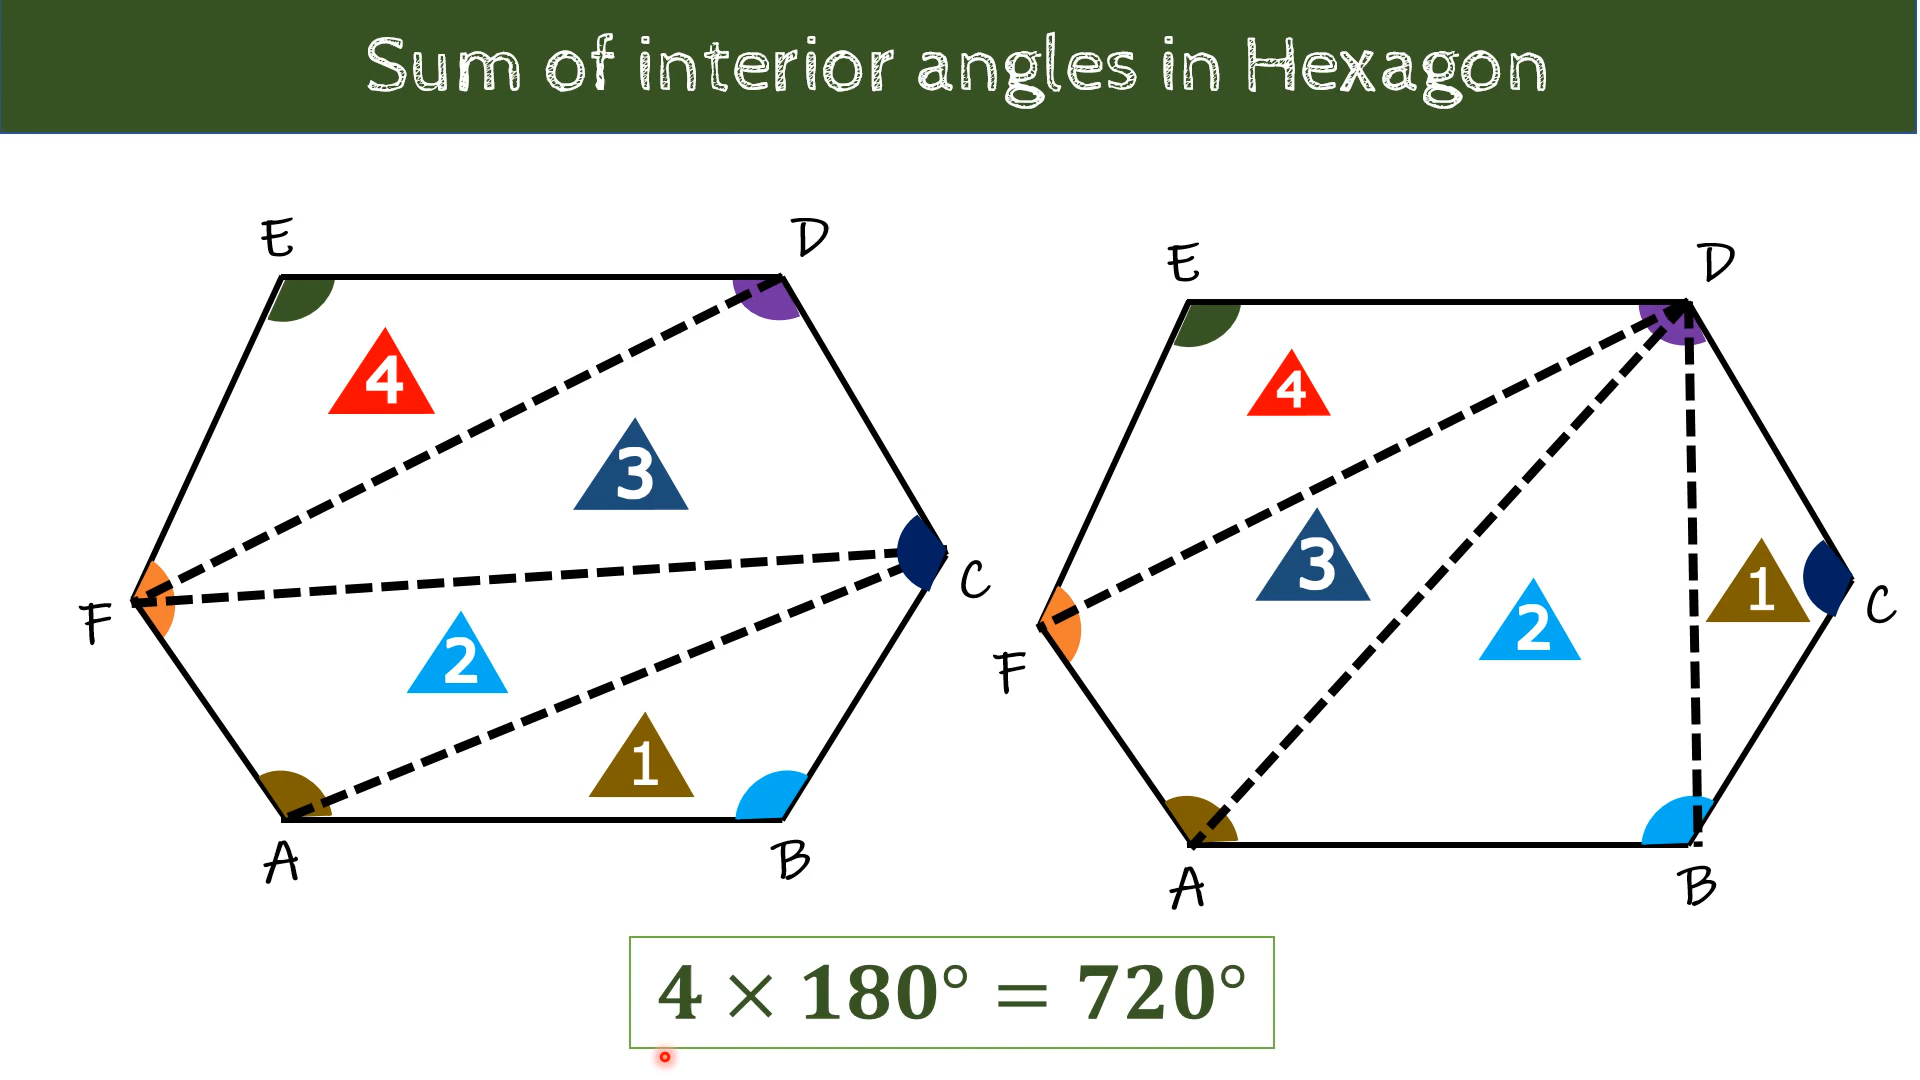 Sum of interior angles in Hexagon
E
D
4
3
C
F
2
1
A
B
E
D
4
3
1
2
C
F
A
B
4 × 180° = 720°